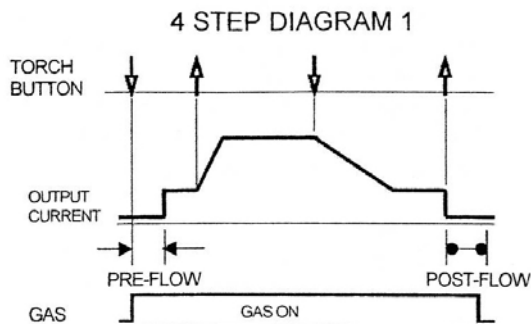 4 STEP DIAGRAM 1
TORCH
BUTTON
OUTPUT
CURRENT
PRE-FLOW
POST-FLOW
GAS
GAS ON